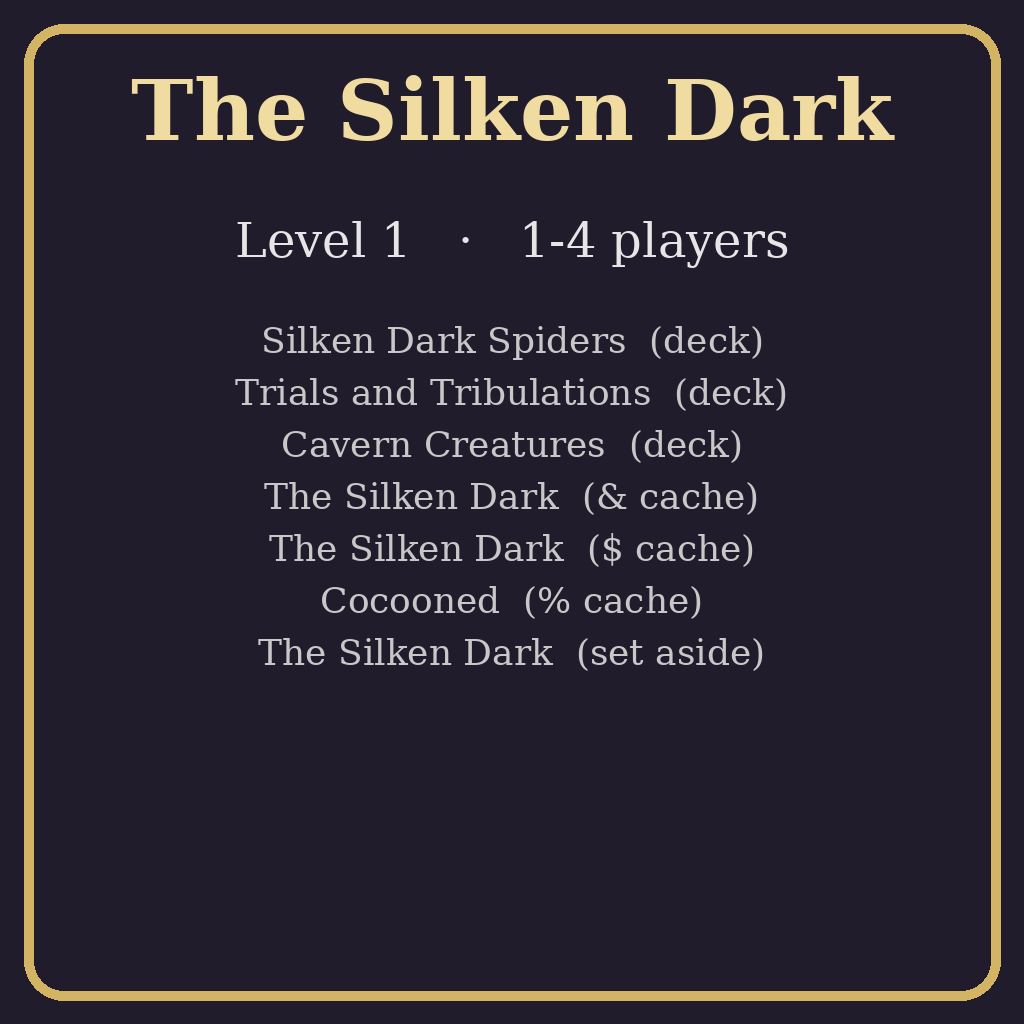 The Silken Dark
Level 1 · 1-4 players
Silken Dark Spiders (deck)
Trials and Tribulations (deck)
Cavern Creatures (deck)
The Silken Dark (& cache)
The Silken Dark ($ cache)
Cocooned (% cache)
The Silken Dark (set aside)